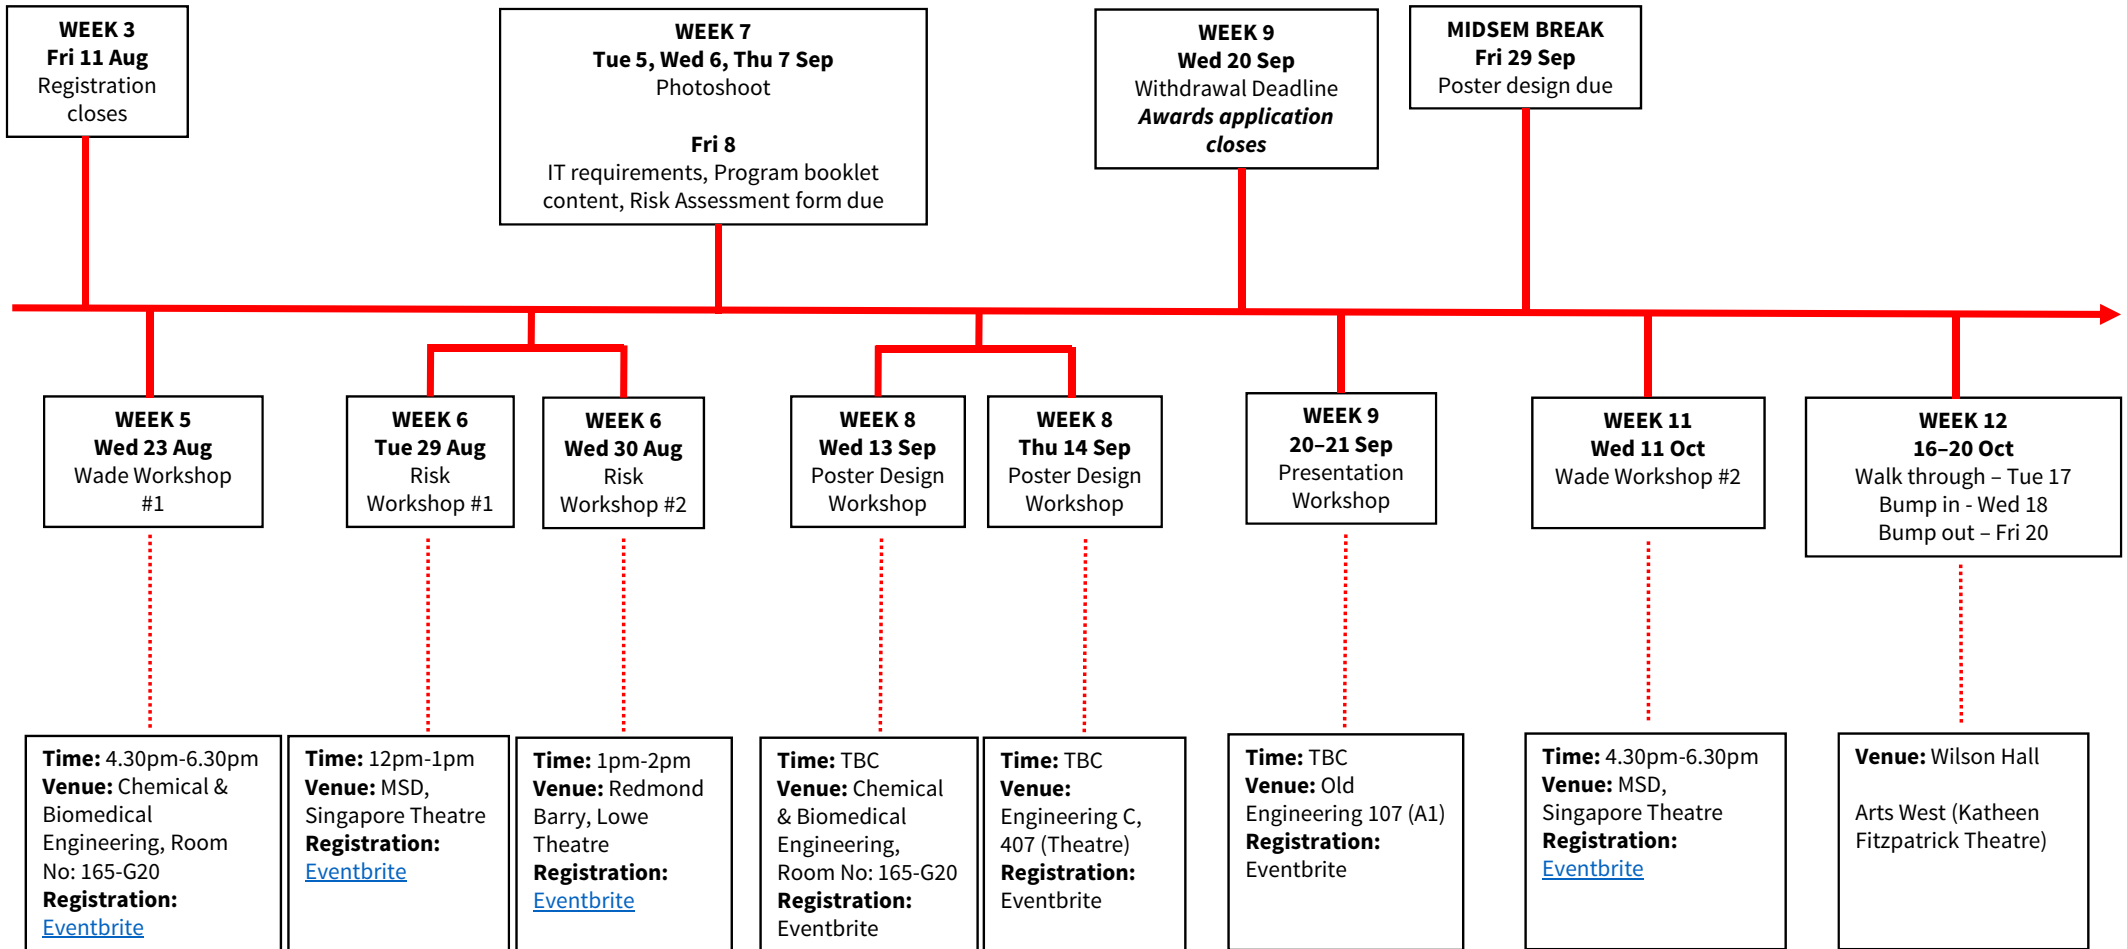 WEEK 3
Fri 11 Aug
Registration
closes
WEEK 7
Tue 5, Wed 6, Thu 7 Sep
Photoshoot
Fri 8
IT requirements, Program booklet
content, Risk Assessment form due
WEEK 9
Wed 20 Sep
Withdrawal Deadline
Awards application
closes
MIDSEM BREAK
Fri 29 Sep
Poster design due
WEEK 5
Wed 23 Aug
Wade Workshop
#1
WEEK 6
Tue 29 Aug
Risk
Workshop #1
WEEK 6
Wed 30 Aug
Risk
Workshop #2
WEEK 8
Wed 13 Sep
Poster Design
Workshop
WEEK 8
Thu 14 Sep
Poster Design
Workshop
WEEK 9
20–21 Sep
Presentation
Workshop
WEEK 11
Wed 11 Oct
Wade Workshop #2
WEEK 12
16–20 Oct
Walk through – Tue 17
Bump in - Wed 18
Bump out – Fri 20
Time: 4.30pm-6.30pm
Venue: Chemical &
Biomedical
Engineering, Room
No: 165-G20
Registration:
Eventbrite
Time: 12pm-1pm
Venue: MSD,
Singapore Theatre
Registration:
Eventbrite
Time: 1pm-2pm
Venue: Redmond
Barry, Lowe
Theatre
Registration:
Eventbrite
Time: TBC
Venue: Chemical
& Biomedical
Engineering,
Room No: 165-G20
Registration:
Eventbrite
Time: TBC
Venue:
Engineering C,
407 (Theatre)
Registration:
Eventbrite
Time: TBC
Venue: Old
Engineering 107 (A1)
Registration:
Eventbrite
Time: 4.30pm-6.30pm
Venue: MSD,
Singapore Theatre
Registration:
Eventbrite
Venue: Wilson Hall
Arts West (Katheen
Fitzpatrick Theatre)